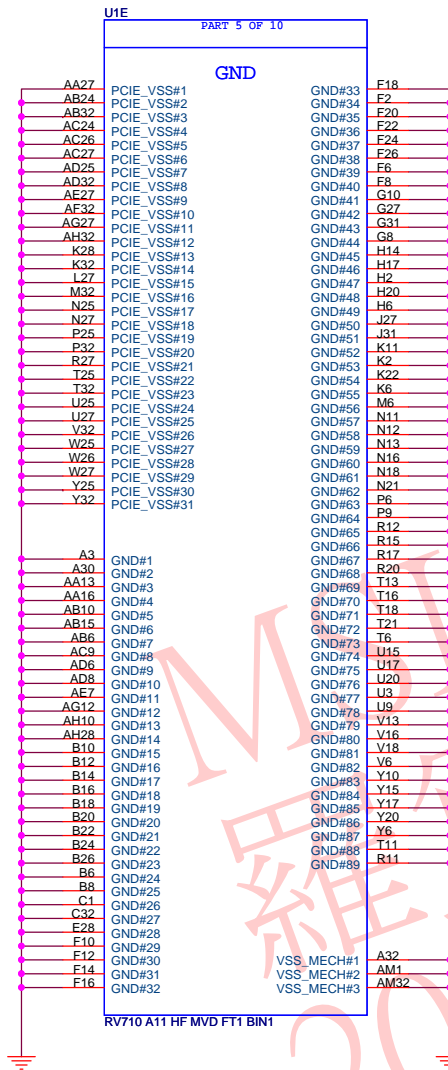 U1E
PART 5 OF 10
GND
AA27 PCIE_VSS#1
AB24 PCIE_VSS#2
AB32 PCIE_VSS#3
AC24 PCIE_VSS#4
AC26 PCIE_VSS#5
AC27 PCIE_VSS#6
AD25 PCIE_VSS#7
AD32 PCIE_VSS#8
AE27 PCIE_VSS#9
AF32 PCIE_VSS#10
AG27 PCIE_VSS#11
AH32 PCIE_VSS#12
K28 PCIE_VSS#13
K32 PCIE_VSS#14
L27 PCIE_VSS#15
M32 PCIE_VSS#16
N25 PCIE_VSS#17
N27 PCIE_VSS#18
P25 PCIE_VSS#19
P32 PCIE_VSS#20
R27 PCIE_VSS#21
T25 PCIE_VSS#22
T32 PCIE_VSS#23
U25 PCIE_VSS#24
U27 PCIE_VSS#25
V32 PCIE_VSS#26
W25 PCIE_VSS#27
W26 PCIE_VSS#28
W27 PCIE_VSS#29
Y25 PCIE_VSS#30
Y32 PCIE_VSS#31
A3 GND#1
A30 GND#2
AA13 GND#3
AA16 GND#4
AB10 GND#5
AB15 GND#6
AB6 GND#7
AC9 GND#8
AD6 GND#9
AD8 GND#10
AE7 GND#11
AG12 GND#12
AH10 GND#13
AH28 GND#14
B10 GND#15
B12 GND#16
B14 GND#17
B16 GND#18
B18 GND#19
B20 GND#20
B22 GND#21
B24 GND#22
B26 GND#23
B6 GND#24
B8 GND#25
C1 GND#26
C32 GND#27
E28 GND#28
F10 GND#29
F12 GND#30
F14 GND#31
F16 GND#32
GND#33 F18
GND#34 F2
GND#35 F20
GND#36 F22
GND#37 F24
GND#38 F26
GND#39 F6
GND#40 F8
GND#41 G10
GND#42 G27
GND#43 G31
GND#44 G8
GND#45 H14
GND#46 H17
GND#47 H2
GND#48 H20
GND#49 H6
GND#50 J27
GND#51 J31
GND#52 K11
GND#53 K2
GND#54 K22
GND#55 K6
GND#56 M6
GND#57 N11
GND#58 N12
GND#59 N13
GND#60 N16
GND#61 N18
GND#62 N21
GND#63 P6
GND#64 P9
GND#65 R12
GND#66 R15
GND#67 R17
GND#68 R20
GND#69 T13
GND#70 T16
GND#71 T18
GND#72 T21
GND#73 T6
GND#74 U15
GND#75 U17
GND#76 U20
GND#77 U3
GND#78 U9
GND#79 V13
GND#80 V16
GND#81 V18
GND#82 V6
GND#83 Y10
GND#84 Y15
GND#85 Y17
GND#86 Y20
GND#87 Y6
GND#88 T11
GND#89 R11
VSS_MECH#1 A32
VSS_MECH#2 AM1
VSS_MECH#3 AM32
RV710 A11 HF MVD FT1 BIN1
MSI
羅
20